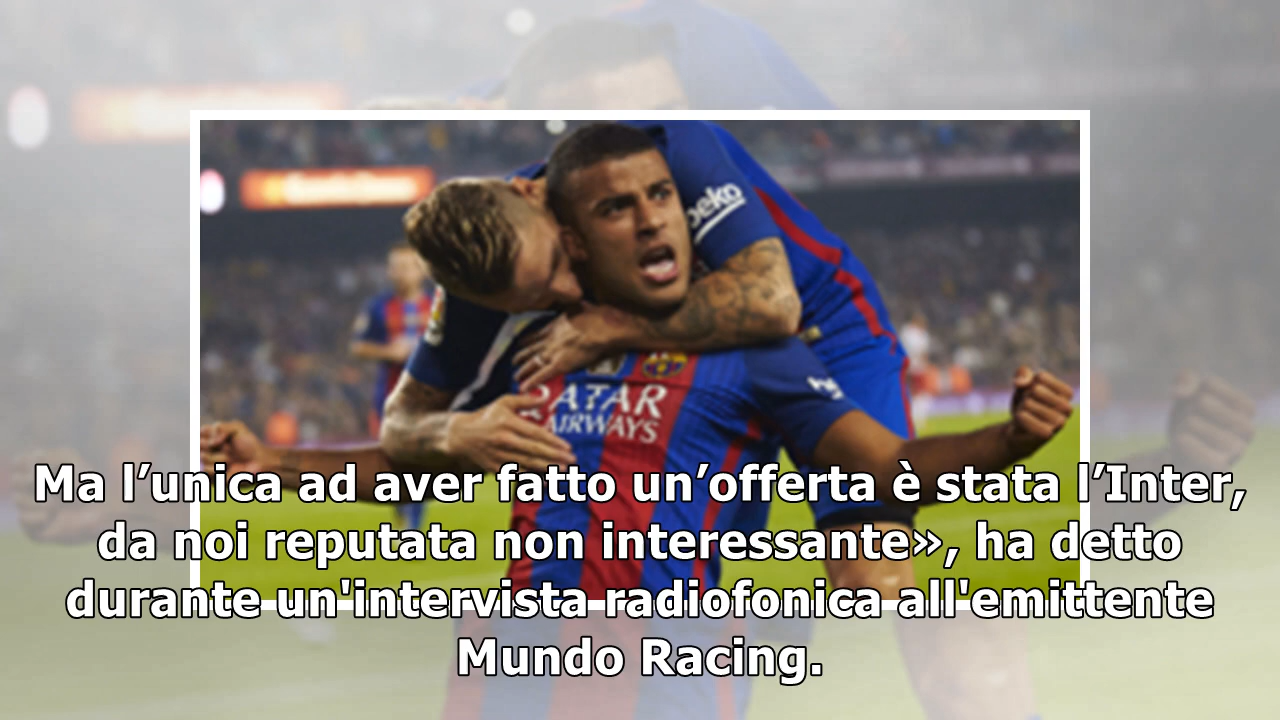 beko
QATAR
AIRWAYS
Ma l’unica ad aver fatto un’offerta è stata l’Inter,
da noi reputata non interessante», ha detto
durante un'intervista radiofonica all'emittente
Mundo Racing.